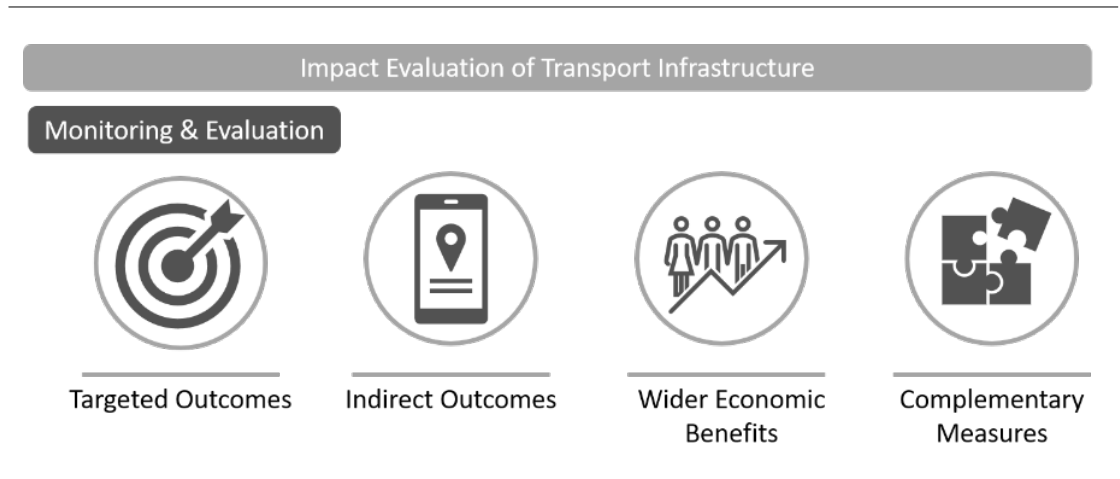 Impact Evaluation of Transport Infrastructure
Monitoring & Evaluation
Targeted Outcomes
Indirect Outcomes
Wider Economic
Benefits
Complementary
Measures